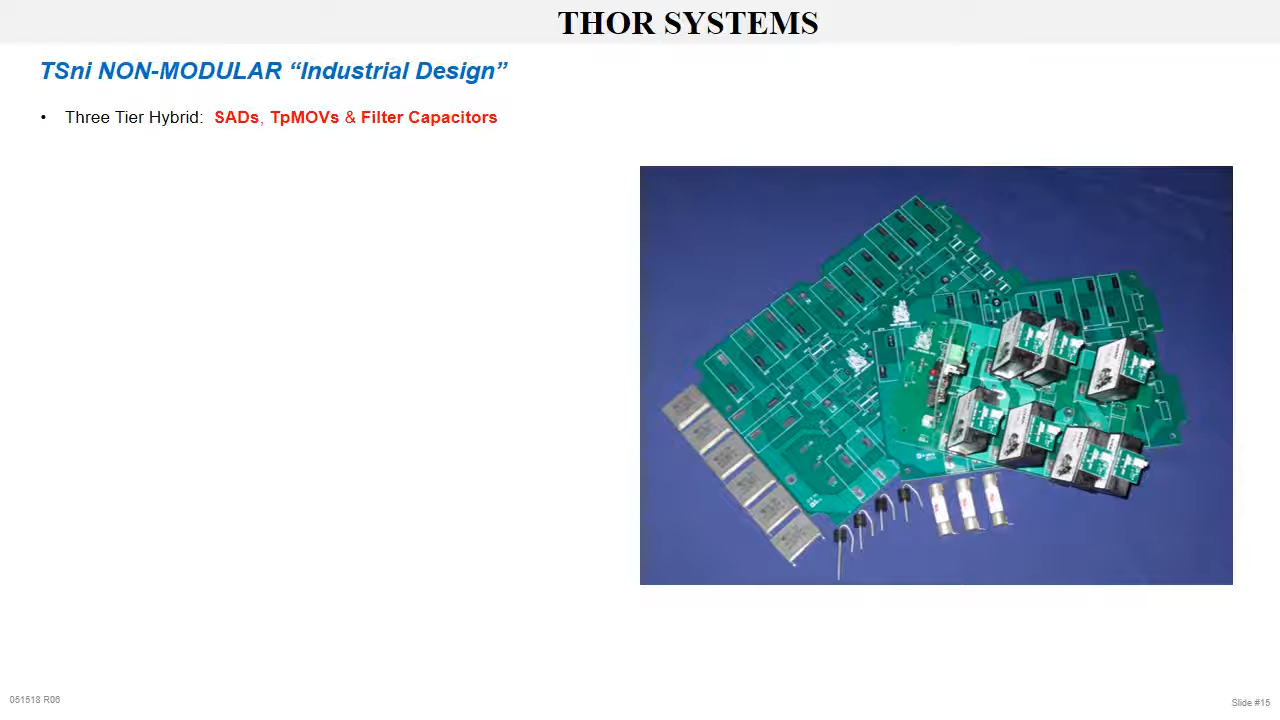 THOR SYSTEMS
TSni NON-MODULAR “Industrial Design”
• Three Tier Hybrid: SADs, TpMOVs & Filter Capacitors
051518 R06
Slide #15